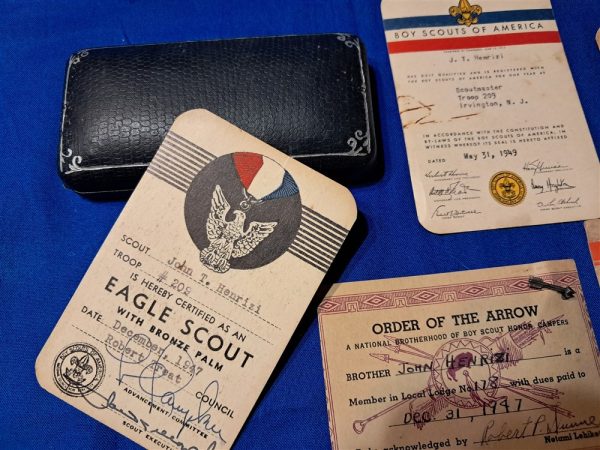 SCOUT John T. Henrizi
TROOP # 209
IS HEREBY CERTIFIED AS AN
EAGLE SCOUT
WITH BRONZE PALM
DATE December, 1947
Robert Treat COUNCIL
ADVANCEMENT COMMITTEE
SCOUT EXECUTIVE
BOY SCOUTS OF AMERICA
J. T. Henrizi
HAS BEEN QUALIFIED AND IS REGISTERED WITH
THE BOY SCOUTS OF AMERICA FOR ONE YEAR AS
Scoutmaster
Troop 209
Irvington, N. J.
IN ACCORDANCE WITH THE CONSTITUTION AND
BY-LAWS OF THE BOY SCOUTS OF AMERICA. IN
WITNESS WHEREOF ITS SEAL IS HERETO AFFIXED
DATED May 31, 1949
ORDER OF THE ARROW
A NATIONAL BROTHERHOOD OF BOY SCOUT HONOR CAMPERS
BROTHER JOHN HENRIZI is a
Member in Local Lodge No. 178 with dues paid to
Dec. 31, 1947
acknowledged by Robert P.